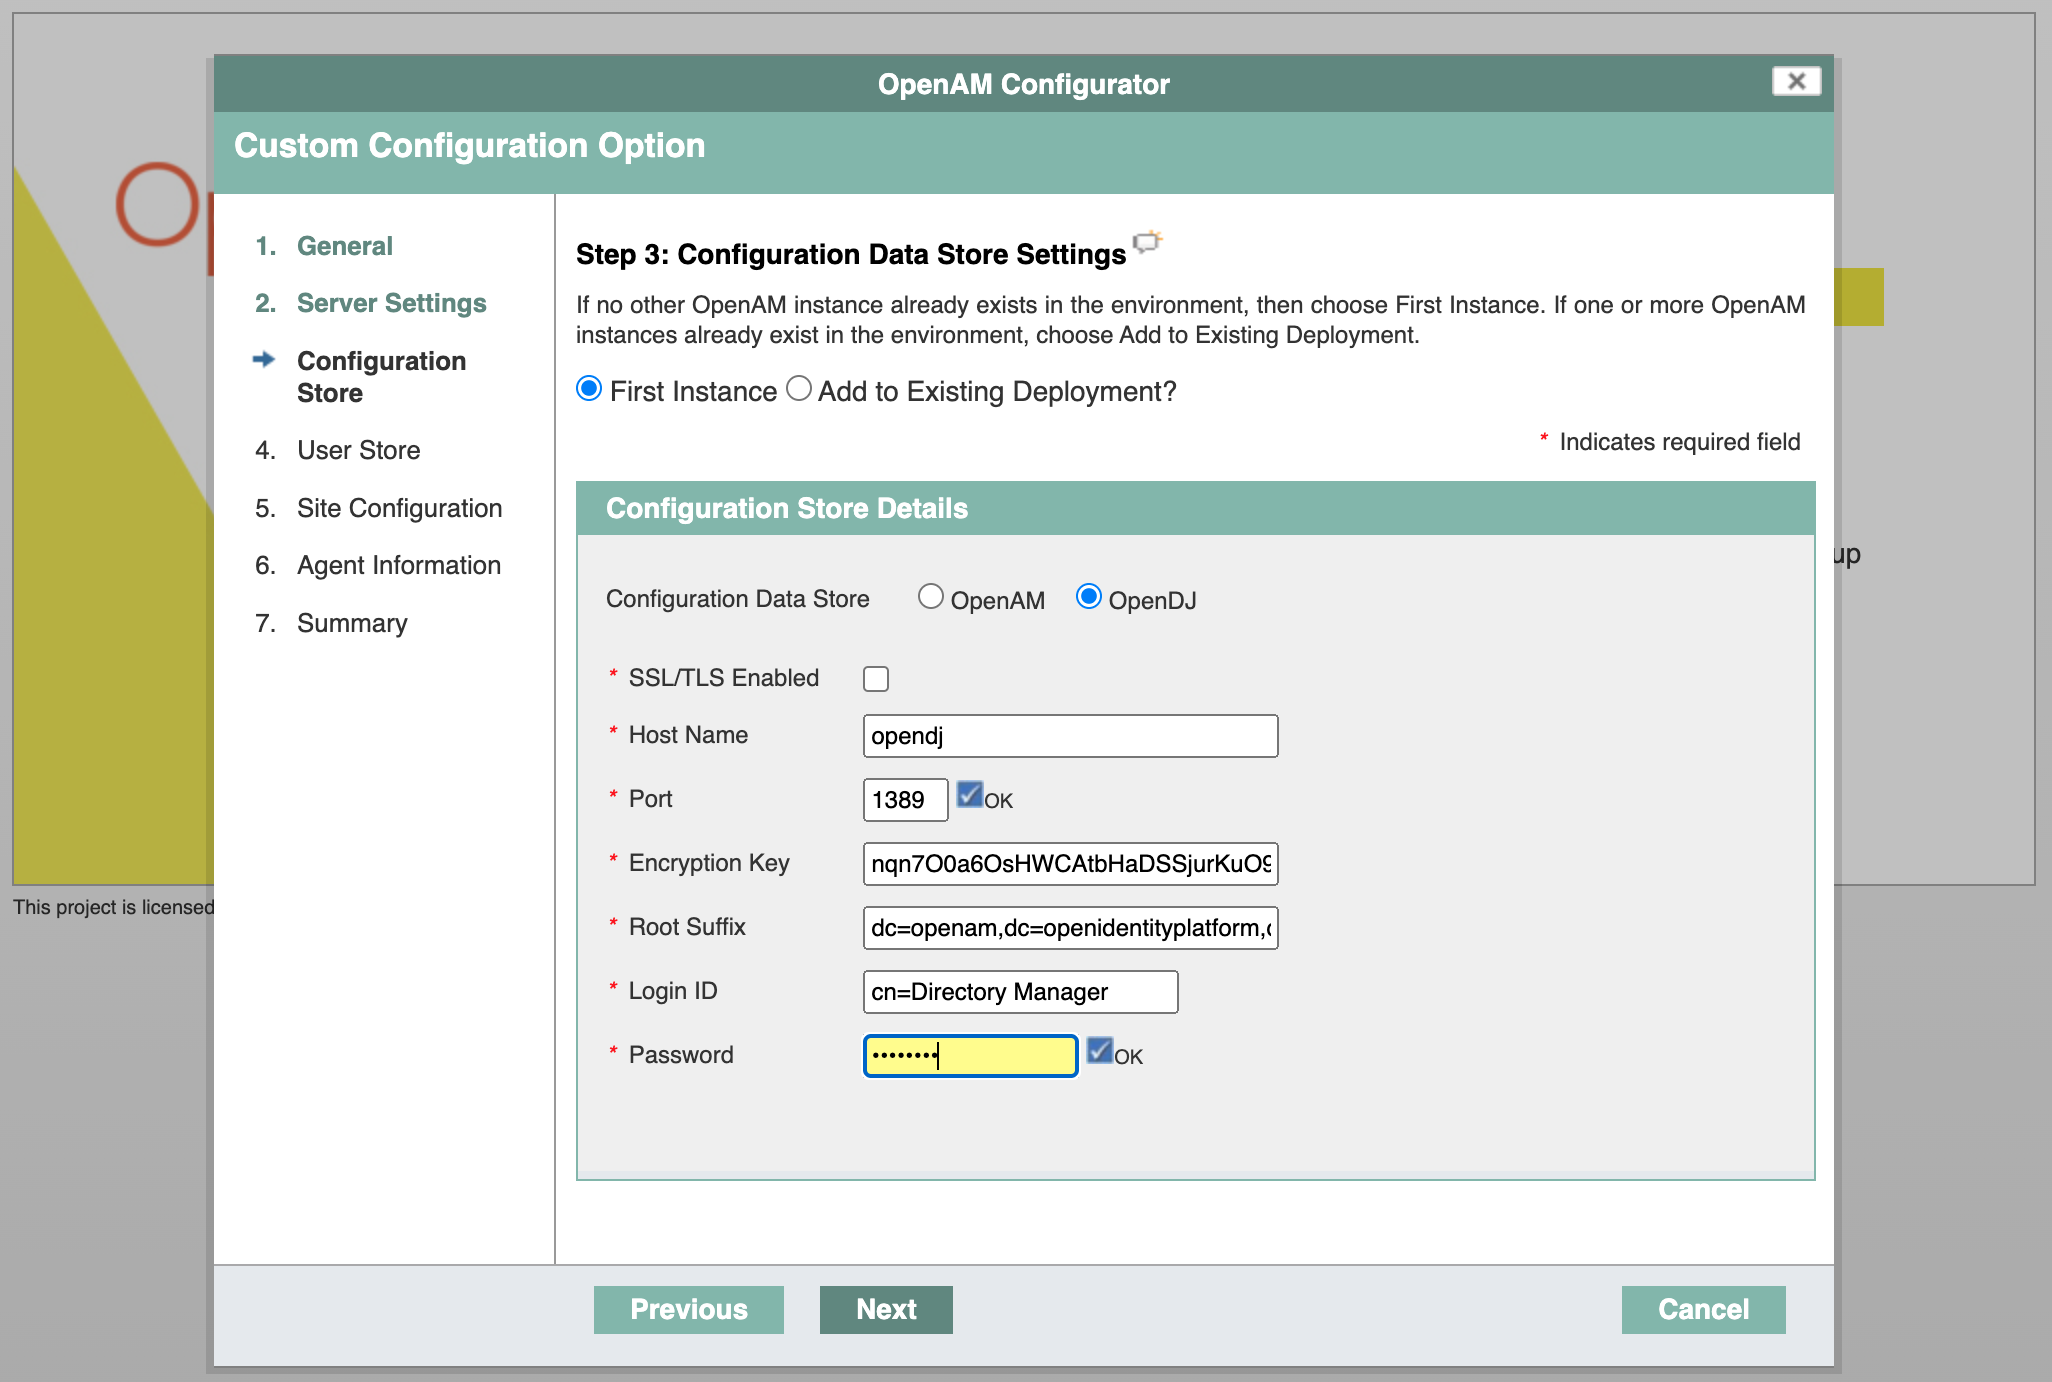 OpenAM Configurator
Custom Configuration Option
1. General
2. Server Settings
Configuration
Store
4. User Store
5. Site Configuration
6. Agent Information
7. Summary
Step 3: Configuration Data Store Settings
If no other OpenAM instance already exists in the environment, then choose First Instance. If one or more OpenAM
instances already exist in the environment, choose Add to Existing Deployment.
First Instance Add to Existing Deployment?
* Indicates required field
Configuration Store Details
Configuration Data Store OpenAM OpenDJ
* SSL/TLS Enabled
* Host Name opendj
* Port 1389 OK
* Encryption Key nqn7O0a6OsHWCAtbHaDSSjurKuO9
* Root Suffix dc=openam,dc=openidentityplatform,
* Login ID cn=Directory Manager
* Password •••••••• OK
Previous Next Cancel
Op
up
This project is licensed